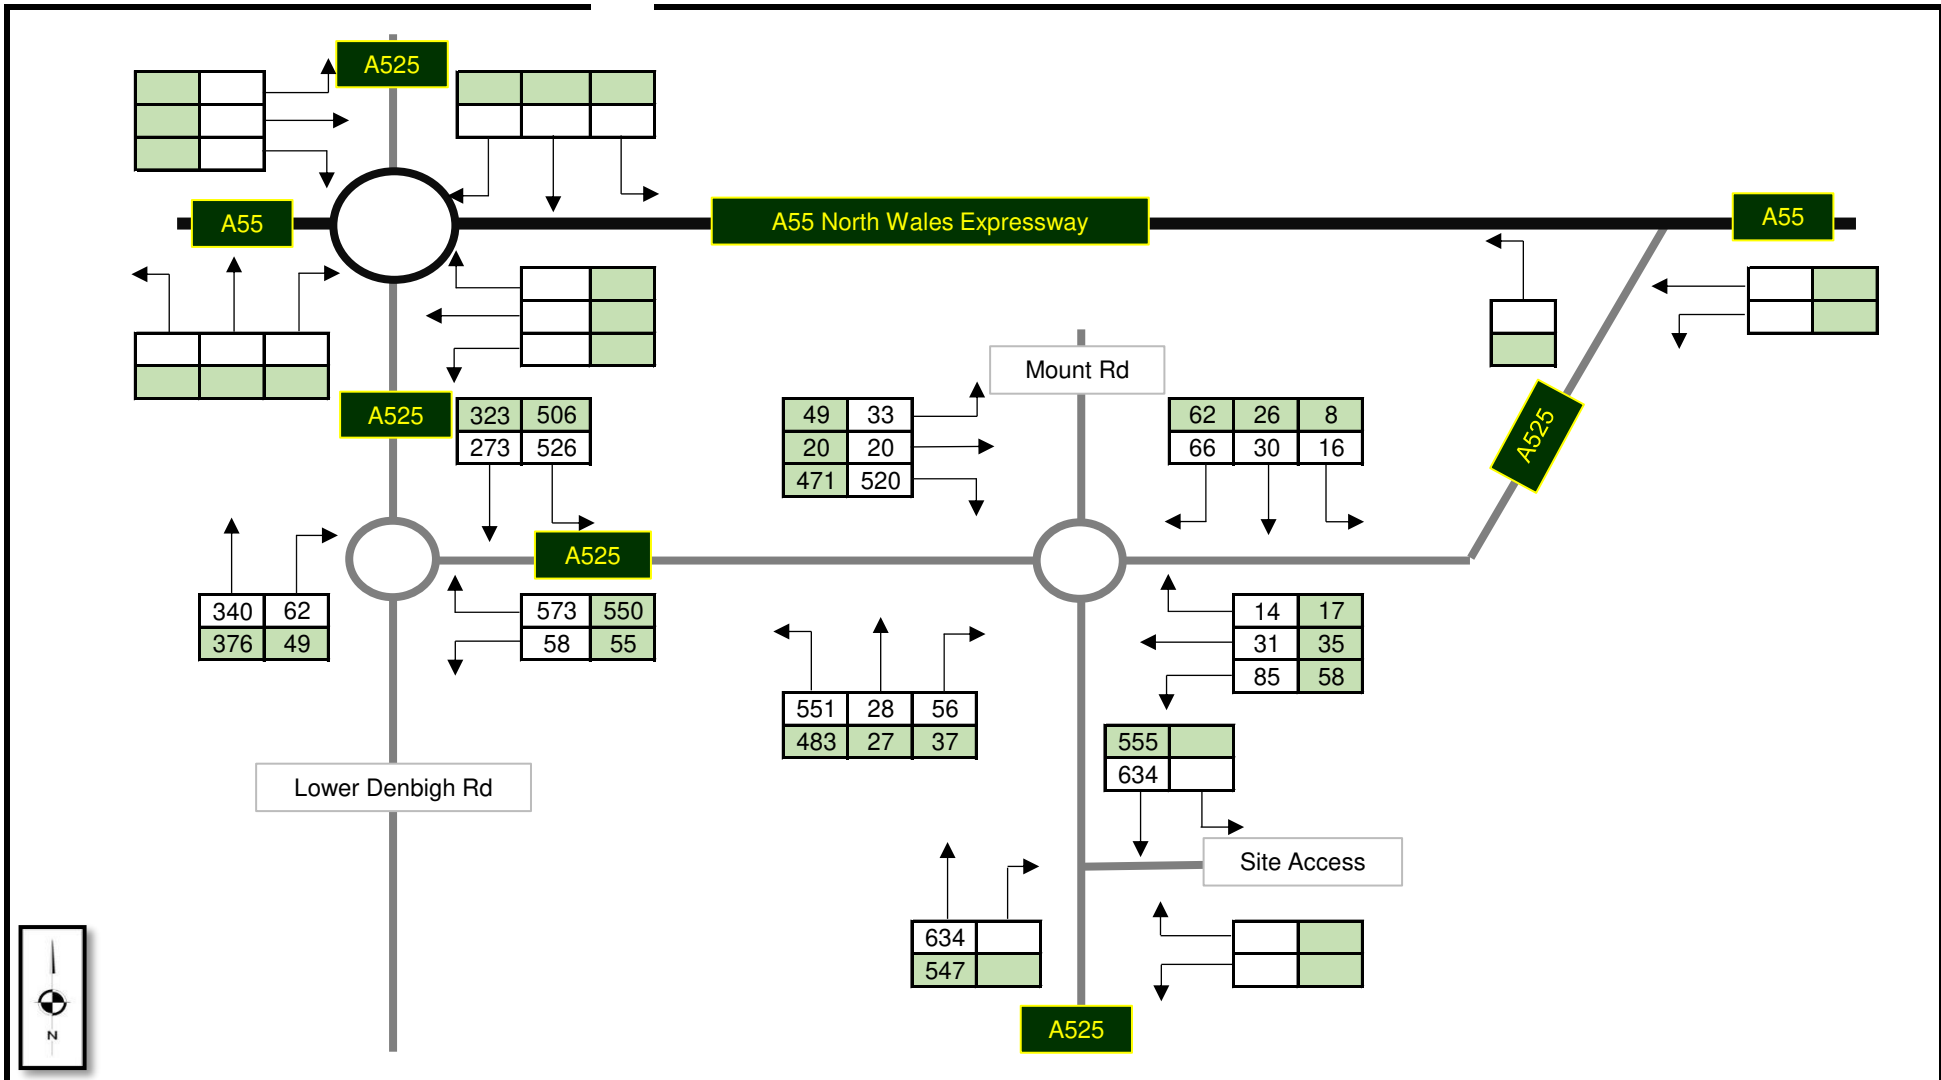 A525
A55
A55 North Wales Expressway
A55
Mount Rd
A525
323 506
273 526
49 33
20 20
471 520
62 26 8
66 30 16
A525
A525
340 62
376 49
573 550
58 55
14 17
31 35
85 58
551 28 56
483 27 37
555
634
Lower Denbigh Rd
Site Access
634
547
A525
N